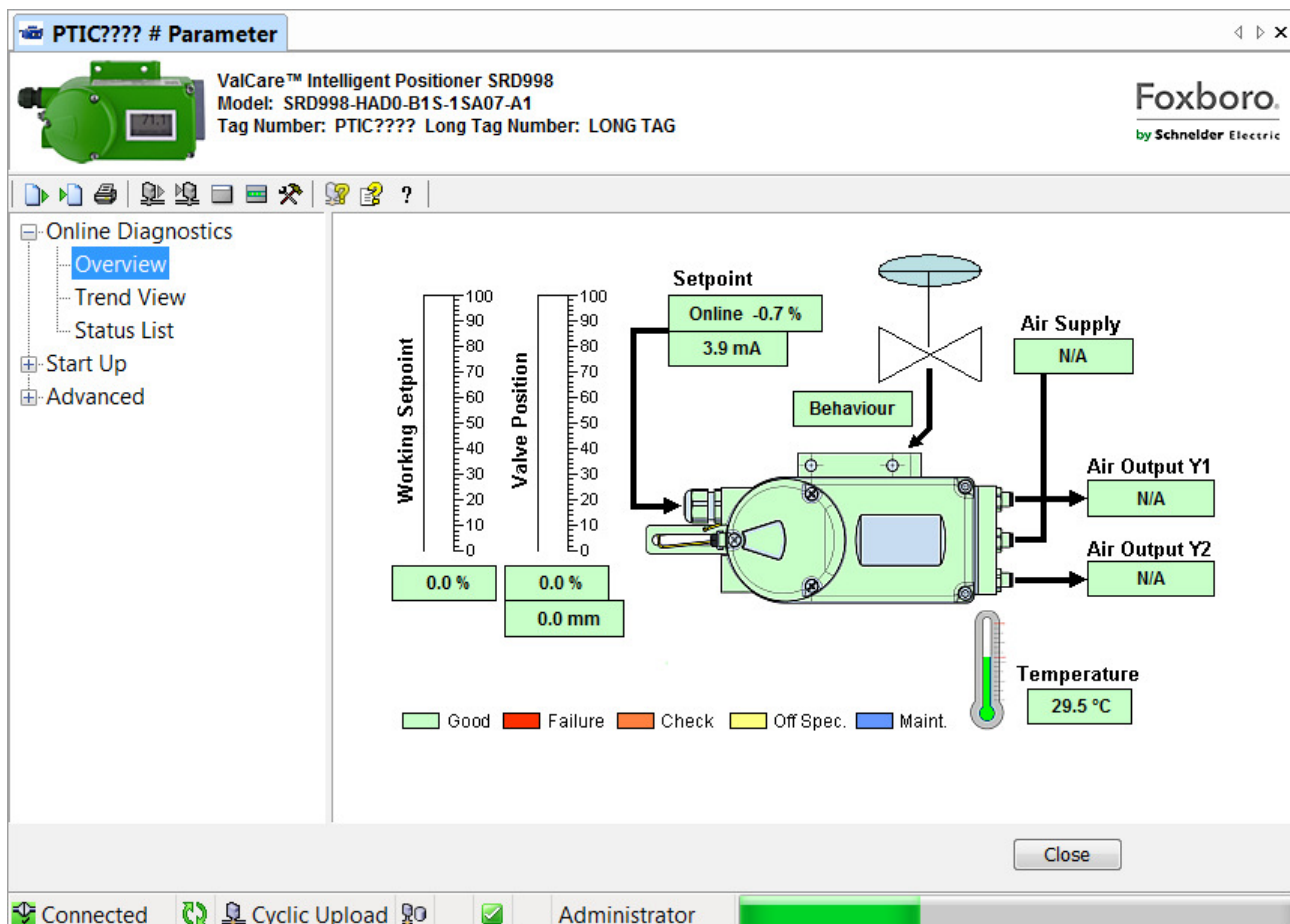 PTIC???? # Parameter
ValCare™ Intelligent Positioner SRD998
Model: SRD998-HAD0-B1S-1SA07-A1
Tag Number: PTIC???? Long Tag Number: LONG TAG
71.1
Foxboro.
by Schneider Electric
?
Online Diagnostics
Overview
Trend View
Status List
Start Up
Advanced
Working Setpoint
100
90
80
70
60
50
40
30
20
10
0
0.0 %
Valve Position
100
90
80
70
60
50
40
30
20
10
0
0.0 %
0.0 mm
Setpoint
Online -0.7 %
3.9 mA
Behaviour
Air Supply
N/A
Air Output Y1
N/A
Air Output Y2
N/A
Temperature
29.5 °C
Good Failure Check Off Spec. Maint.
Close
Connected Cyclic Upload Administrator